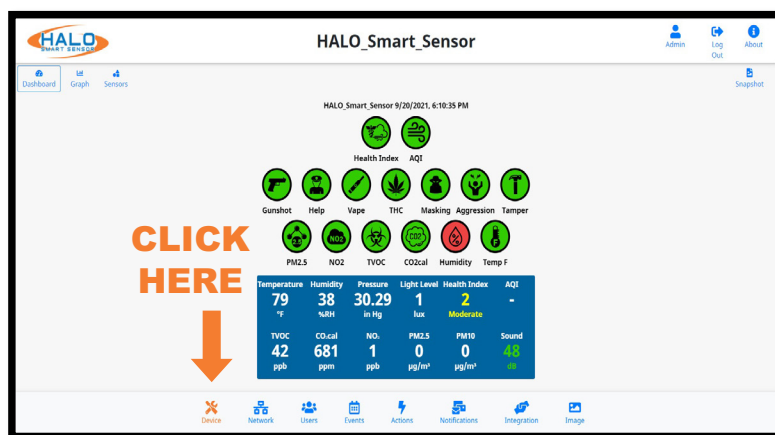 HALO
SMART SENSOR
HALO_Smart_Sensor
Admin
Log Out
About
Dashboard
Graph
Sensors
Snapshot
HALO_Smart_Sensor 9/20/2021, 6:10:35 PM
Health Index AQI
Gunshot Help Vape THC Masking Aggression Tamper
NO2 CO2
PM2.5 NO2 TVOC CO2cal Humidity Temp F
CLICK
HERE
Temperature Humidity Pressure Light Level Health Index AQI
79 38 30.29 1 2 -
°F %RH in Hg lux Moderate
TVOC CO₂cal NO₂ PM2.5 PM10 Sound
42 681 1 0 0 48
ppb ppm ppb µg/m³ µg/m³ dB
Device Network Users Events Actions Notifications Integration Image